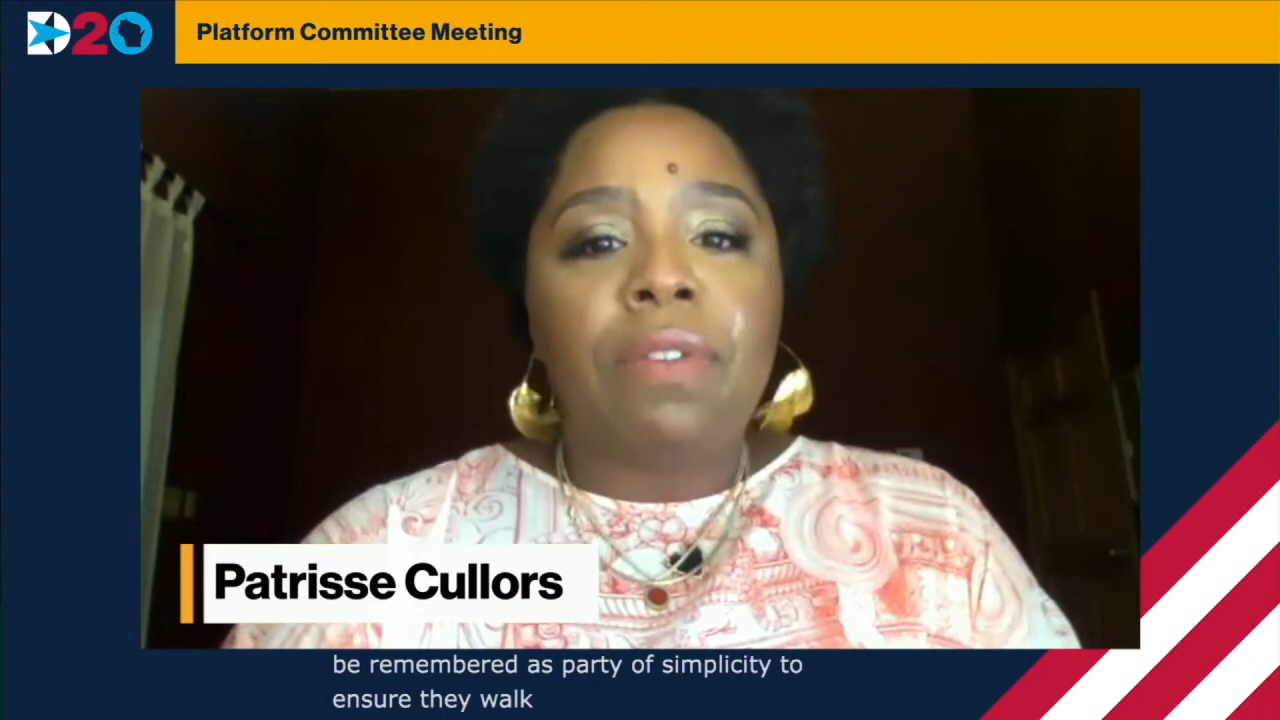 D20
Platform Committee Meeting
Patrisse Cullors
be remembered as party of simplicity to
ensure they walk